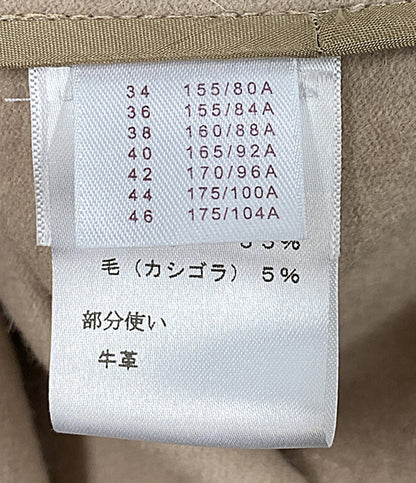 34 155/80A
36 155/84A
38 160/88A
40 165/92A
42 170/96A
44 175/100A
46 175/104A
毛（カシゴラ）５％
部分使い
牛革